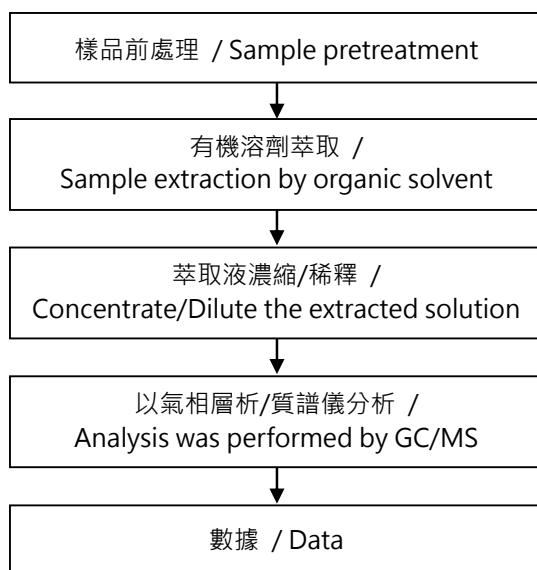 樣品前處理 / Sample pretreatment
有機溶劑萃取 /
Sample extraction by organic solvent
萃取液濃縮/稀釋 /
Concentrate/Dilute the extracted solution
以氣相層析/質譜儀分析 /
Analysis was performed by GC/MS
數據 / Data